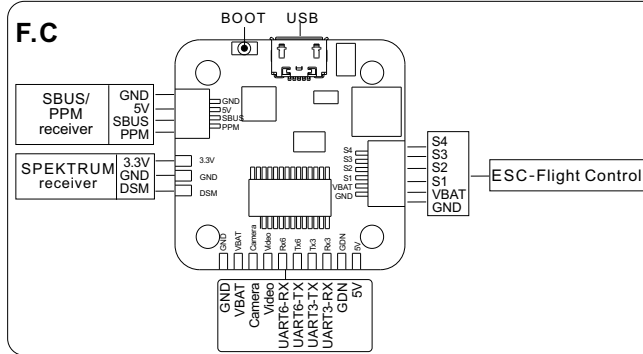 F.C
BOOT
USB
SBUS/
PPM
receiver
GND
5V
SBUS
PPM
GND
5V
SBUS
PPM
SPEKTRUM
receiver
3.3V
GND
DSM
3.3V
GND
DSM
S4
S3
S2
S1
VBAT
GND
S4
S3
S2
S1
VBAT
GND
ESC-Flight Control
GND
VBAT
Camera
Video
Rx6
Tx6
Tx3
Rx3
GDN
5V
GND
VBAT
Camera
Video
UART6-RX
UART6-TX
UART3-TX
UART3-RX
GDN
5V